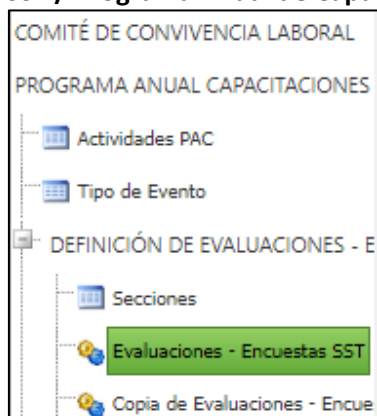 COMITÉ DE CONVIVENCIA LABORAL
PROGRAMA ANUAL CAPACITACIONES
Actividades PAC
Tipo de Evento
DEFINICIÓN DE EVALUACIONES - E
Secciones
Evaluaciones - Encuestas SST
Copia de Evaluaciones - Encue